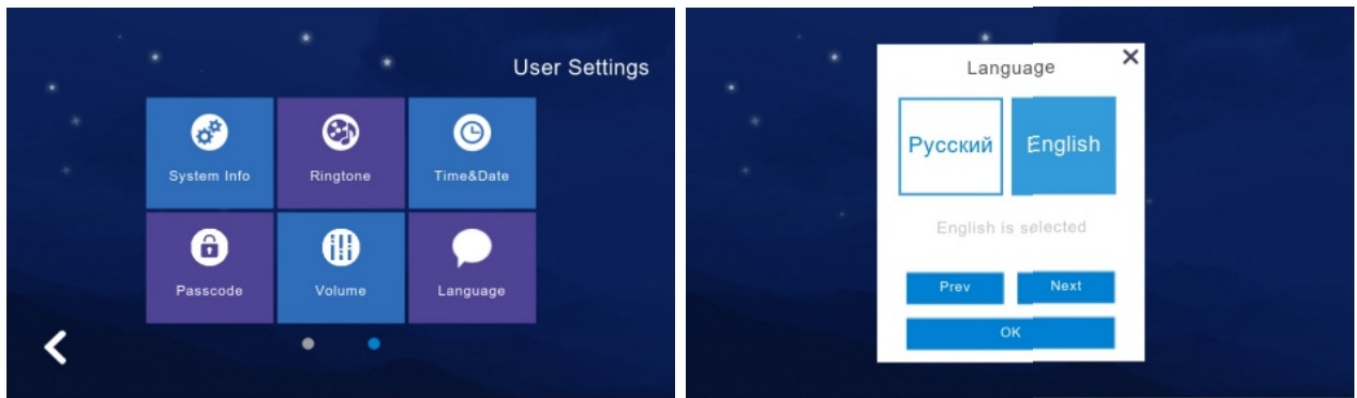 User Settings
System Info
Ringtone
Time&Date
Passcode
Volume
Language
Language
Русский
English
English is selected
Prev
Next
OK